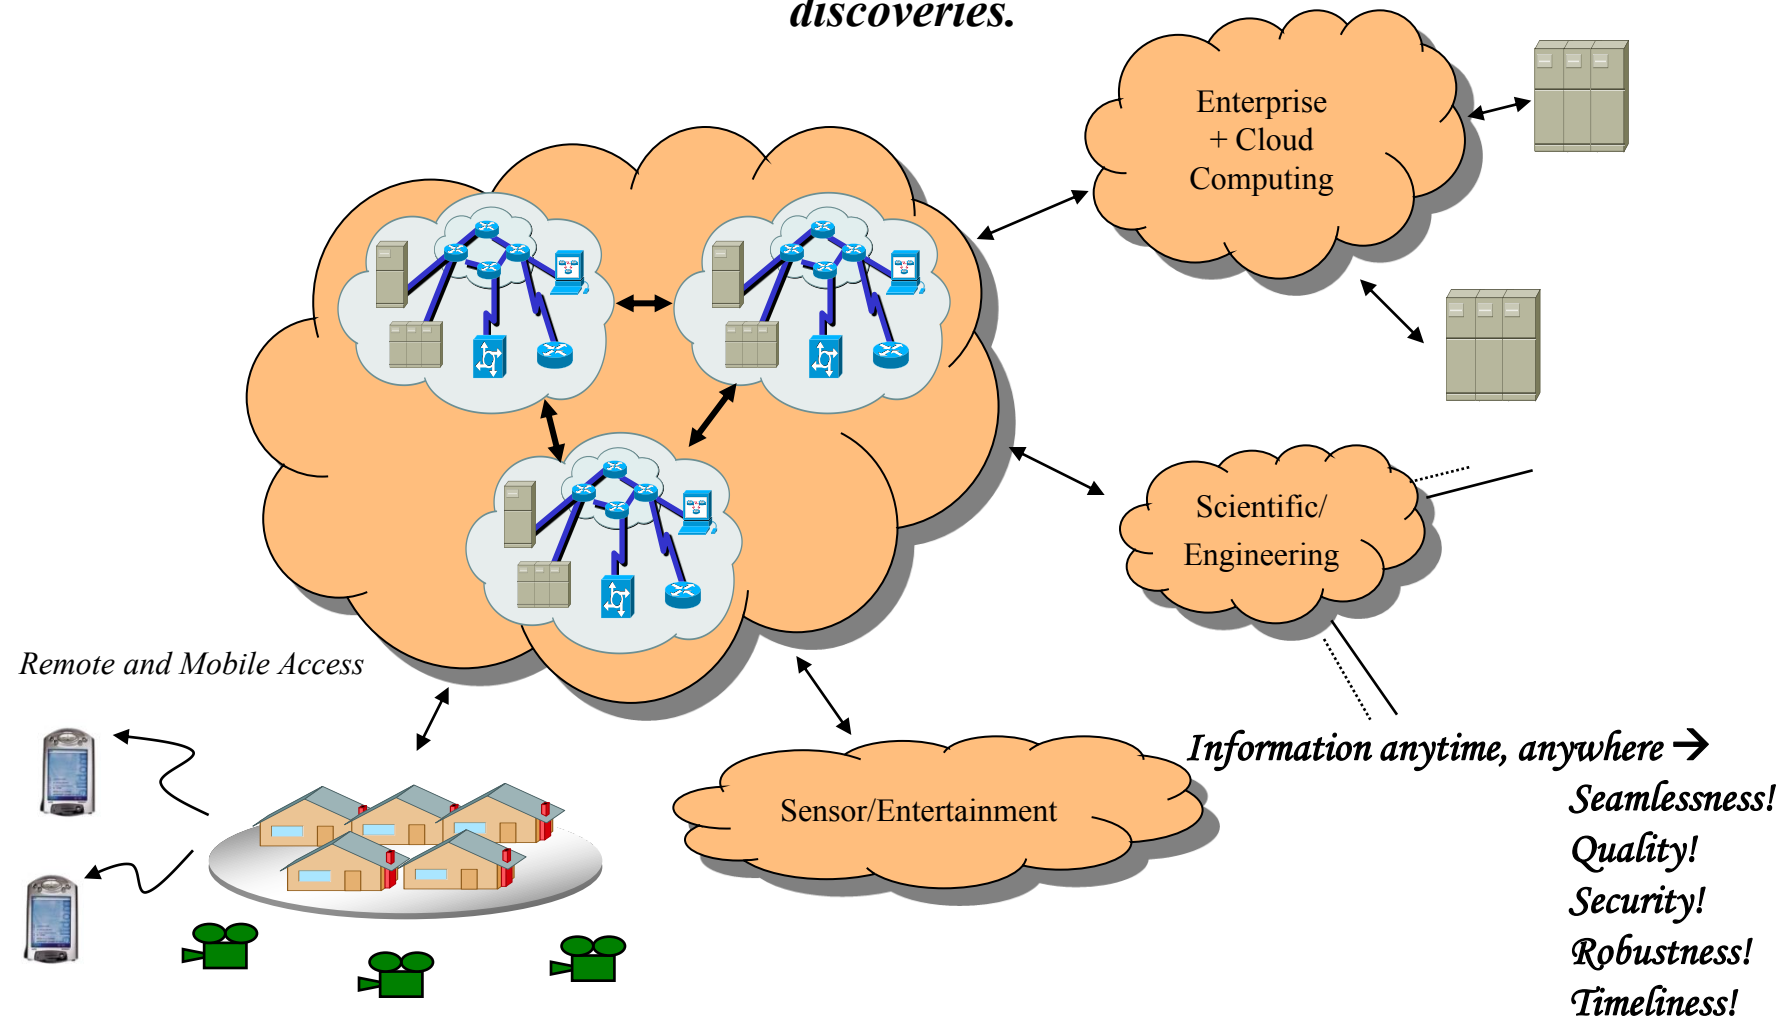 discoveries.
Enterprise
+ Cloud
Computing
Scientific/
Engineering
Remote and Mobile Access
Information anytime, anywhere →
Sensor/Entertainment
Seamlessness!
Quality!
Security!
Robustness!
Timeliness!